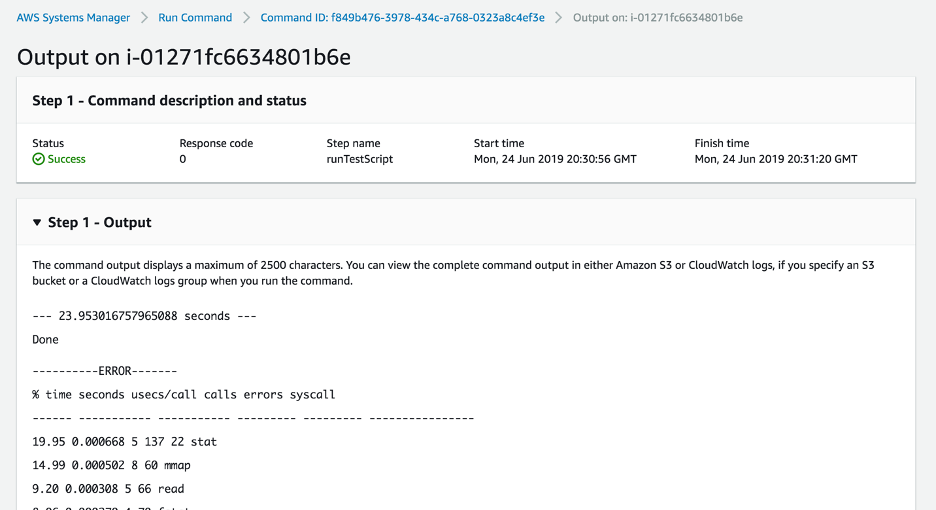 AWS Systems Manager > Run Command > Command ID: f849b476-3978-434c-a768-0323a8c4ef3e > Output on: i-01271fc6634801b6e
Output on i-01271fc6634801b6e
Step 1 - Command description and status
Status Response code Step name Start time Finish time
Success 0 runTestScript Mon, 24 Jun 2019 20:30:56 GMT Mon, 24 Jun 2019 20:31:20 GMT
Step 1 - Output
The command output displays a maximum of 2500 characters. You can view the complete command output in either Amazon S3 or CloudWatch logs, if you specify an S3
bucket or a CloudWatch logs group when you run the command.
--- 23.953016757965088 seconds ---
Done
----------ERROR-------
% time seconds usecs/call calls errors syscall
------ ----------- ----------- --------- --------- ----------------
19.95 0.000668 5 137 22 stat
14.99 0.000502 8 60 mmap
9.20 0.000308 5 66 read